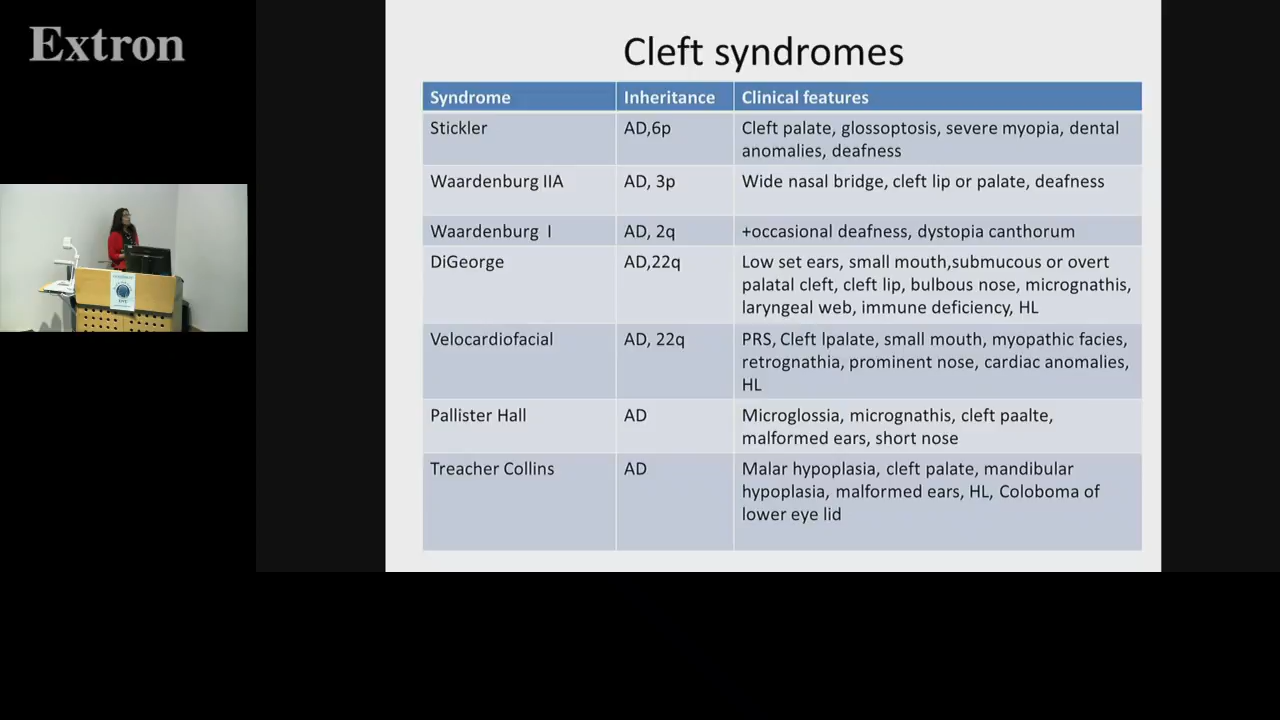 Extron
Cleft syndromes
Syndrome Inheritance Clinical features
Stickler AD,6p Cleft palate, glossoptosis, severe myopia, dental
anomalies, deafness
Waardenburg IIA AD, 3p Wide nasal bridge, cleft lip or palate, deafness
Waardenburg I AD, 2q +occasional deafness, dystopia canthorum
DiGeorge AD,22q Low set ears, small mouth,submucous or overt
palatal cleft, cleft lip, bulbous nose, micrognathis,
laryngeal web, immune deficiency, HL
Velocardiofacial AD, 22q PRS, Cleft lpalate, small mouth, myopathic facies,
retrognathia, prominent nose, cardiac anomalies,
HL
Pallister Hall AD Microglossia, micrognathis, cleft paalte,
malformed ears, short nose
Treacher Collins AD Malar hypoplasia, cleft palate, mandibular
hypoplasia, malformed ears, HL, Coloboma of
lower eye lid